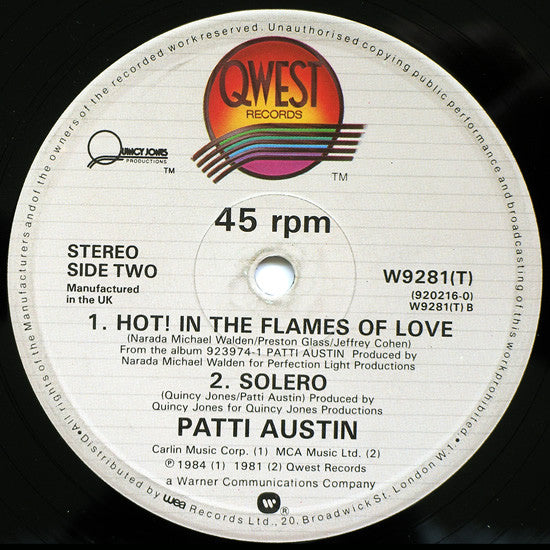 •All rights of the Manufacturers and of the owners of the recorded work reserved. Unauthorised copying public performance and broadcasting of this work prohibited.
QWEST
RECORDS
TM
QUINCY JONES
PRODUCTIONS
TM
45 rpm
STEREO
SIDE TWO
Manufactured
in the UK
W9281(T)
(920216-0)
W9281(T) B
1. HOT! IN THE FLAMES OF LOVE
(Narada Michael Walden/Preston Glass/Jeffrey Cohen)
From the album 923974-1 PATTI AUSTIN Produced by
Narada Michael Walden for Perfection Light Productions
2. SOLERO
(Quincy Jones/Patti Austin) Produced by
Quincy Jones for Quincy Jones Productions
PATTI AUSTIN
Carlin Music Corp. (1) MCA Music Ltd. (2)
℗ 1984 (1) 1981 (2) Qwest Records
a Warner Communications Company
•Distributed by wea Records Ltd., 20, Broadwick St. London W1.•
W®